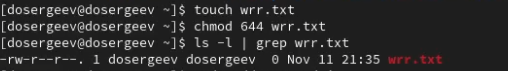 [dosergeev@dosergeev ~]$ touch wrr.txt
[dosergeev@dosergeev ~]$ chmod 644 wrr.txt
[dosergeev@dosergeev ~]$ ls -l | grep wrr.txt
-rw-r--r--. 1 dosergeev dosergeev  0 Nov 11 21:35 wrr.txt